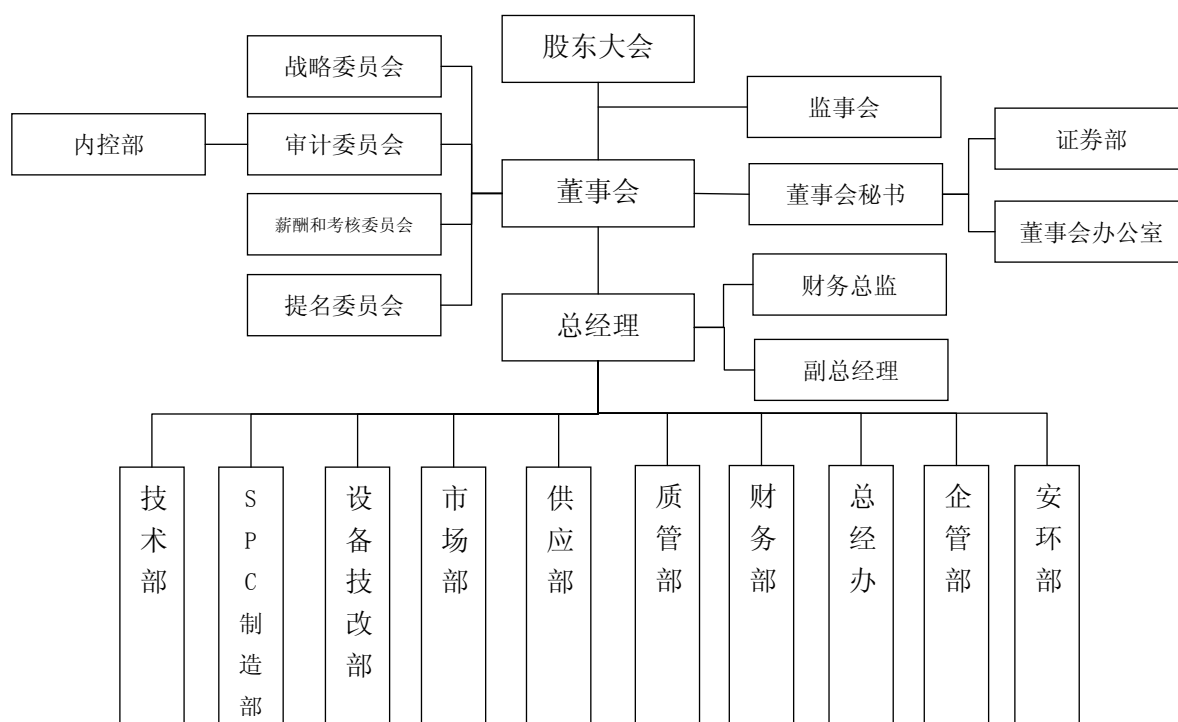 股东大会
战略委员会
监事会
内控部
审计委员会
证券部
董事会
董事会秘书
薪酬和考核委员会
董事会办公室
提名委员会
财务总监
总经理
副总经理
技术部
SPC制造部
设备技改部
市场部
供应部
质管部
财务部
总经办
企管部
安环部